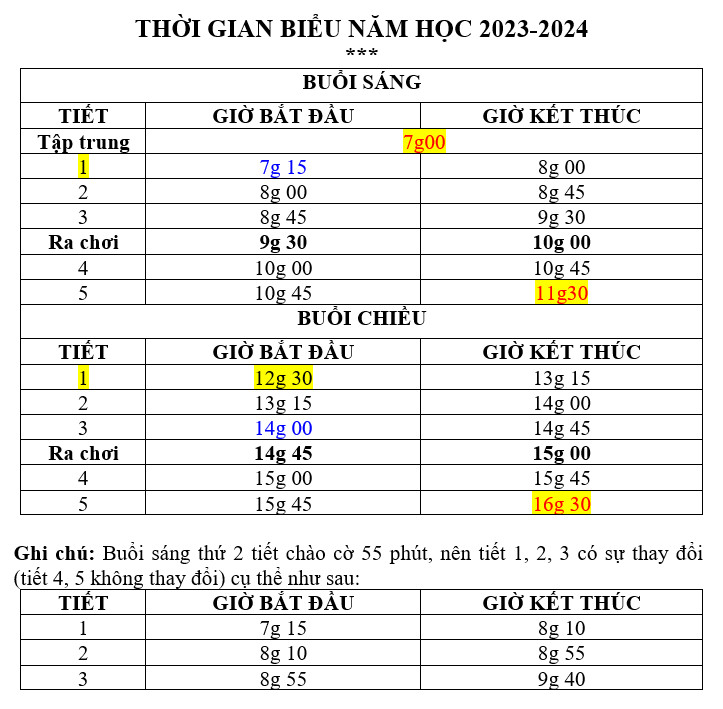 THỜI GIAN BIỂU NĂM HỌC 2023-2024
***
BUỔI SÁNG
TIẾT GIỜ BẮT ĐẦU GIỜ KẾT THÚC
Tập trung 7g00
1 7g 15 8g 00
2 8g 00 8g 45
3 8g 45 9g 30
Ra chơi 9g 30 10g 00
4 10g 00 10g 45
5 10g 45 11g30
BUỔI CHIỀU
TIẾT GIỜ BẮT ĐẦU GIỜ KẾT THÚC
1 12g 30 13g 15
2 13g 15 14g 00
3 14g 00 14g 45
Ra chơi 14g 45 15g 00
4 15g 00 15g 45
5 15g 45 16g 30
Ghi chú: Buổi sáng thứ 2 tiết chào cờ 55 phút, nên tiết 1, 2, 3 có sự thay đổi
(tiết 4, 5 không thay đổi) cụ thể như sau:
TIẾT GIỜ BẮT ĐẦU GIỜ KẾT THÚC
1 7g 15 8g 10
2 8g 10 8g 55
3 8g 55 9g 40